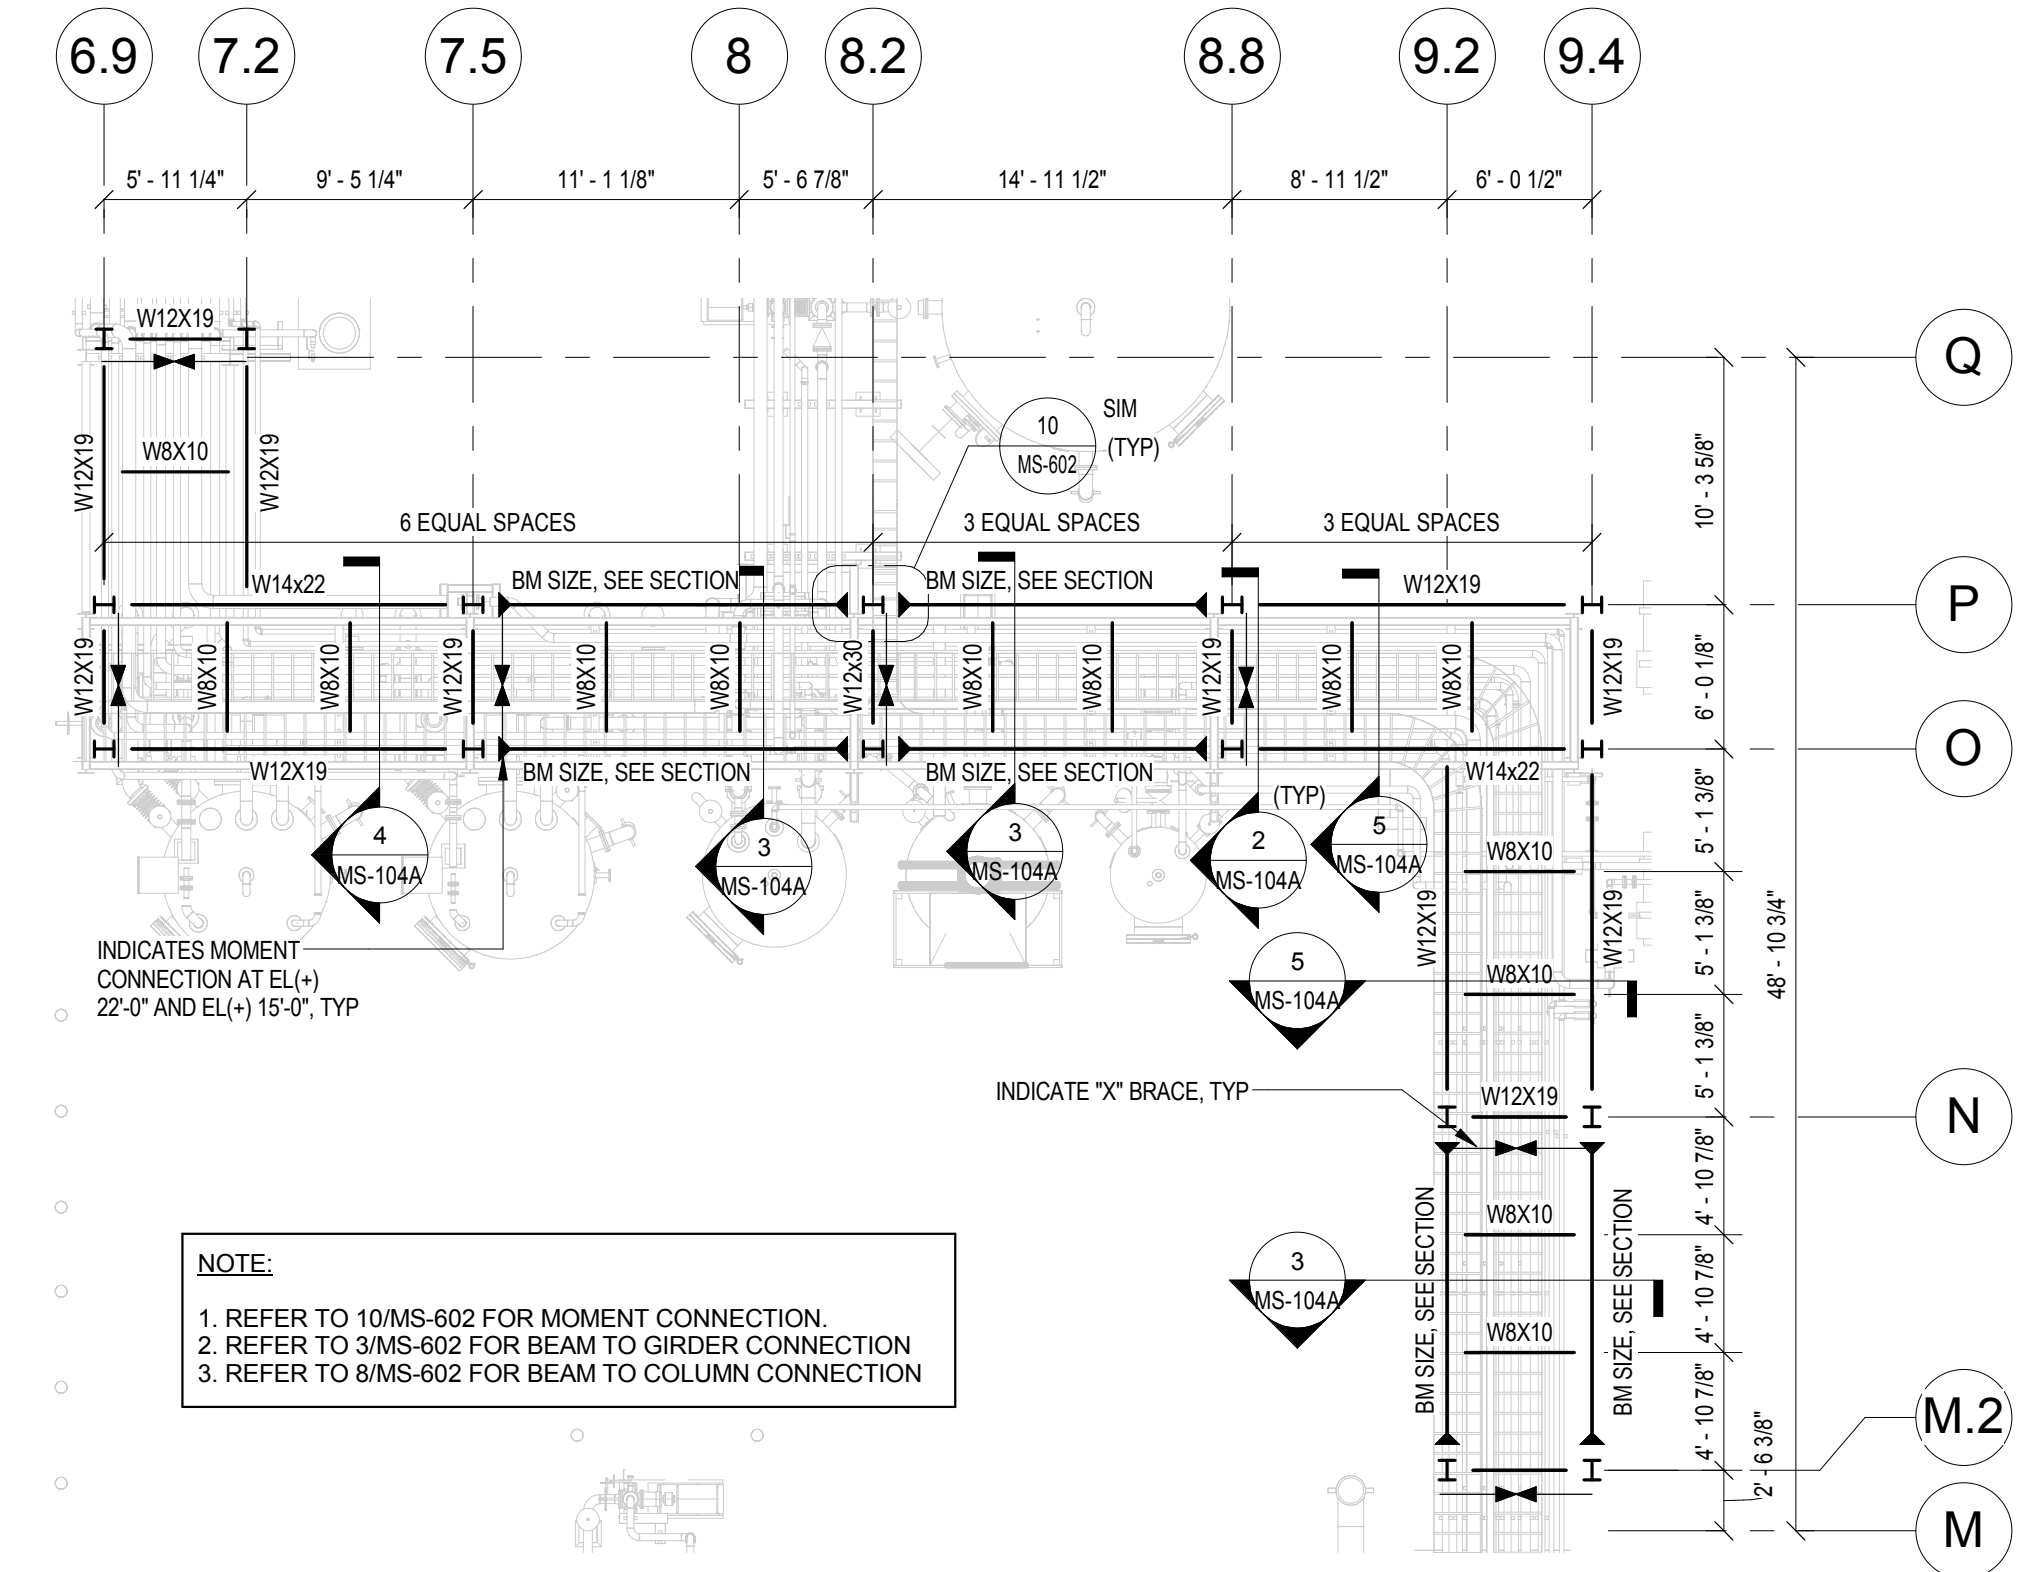 6.9 7.2 7.5 8 8.2 8.8 9.2 9.4
5' - 11 1/4" 9' - 5 1/4" 11' - 1 1/8" 5' - 6 7/8" 14' - 11 1/2" 8' - 11 1/2" 6' - 0 1/2"
W12X19
Q
W12X19
W8X10
W12X19
10
MS-602
SIM
(TYP)
10' - 3 5/8"
6 EQUAL SPACES
3 EQUAL SPACES
3 EQUAL SPACES
W14x22
BM SIZE, SEE SECTION
BM SIZE, SEE SECTION
W12X19
P
W12X19
W8X10
W8X10
W12X19
W8X10
W8X10
W12x30
W8X10
W8X10
W12X19
W8X10
W8X10
W12X19
6' - 0 1/8"
O
W12X19
BM SIZE, SEE SECTION
BM SIZE, SEE SECTION
W14x22
(TYP)
4
MS-104A
3
MS-104A
3
MS-104A
2
MS-104A
5
MS-104A
W8X10
5' - 1 3/8"
W12X19
W12X19
5' - 1 3/8"
48' - 10 3/4"
INDICATES MOMENT
CONNECTION AT EL(+)
22'-0" AND EL(+) 15'-0", TYP
5
MS-104A
W8X10
5' - 1 3/8"
INDICATE "X" BRACE, TYP
W12X19
N
4' - 10 7/8"
BM SIZE, SEE SECTION
W8X10
BM SIZE, SEE SECTION
4' - 10 7/8"
3
MS-104A
W8X10
4' - 10 7/8"
M.2
2' - 6 3/8"
M
NOTE:
1. REFER TO 10/MS-602 FOR MOMENT CONNECTION.
2. REFER TO 3/MS-602 FOR BEAM TO GIRDER CONNECTION
3. REFER TO 8/MS-602 FOR BEAM TO COLUMN CONNECTION